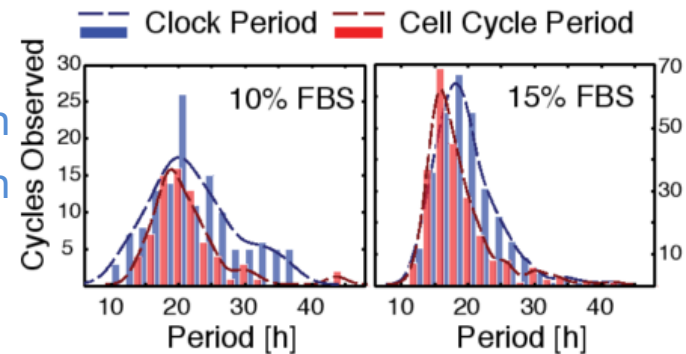 Clock Period Cell Cycle Period
Cycles Observed
30
25
20
15
10
5
10% FBS
10 20 30 40
Period [h]
15% FBS
70
50
30
10
10 20 30 40
Period [h]
n
n